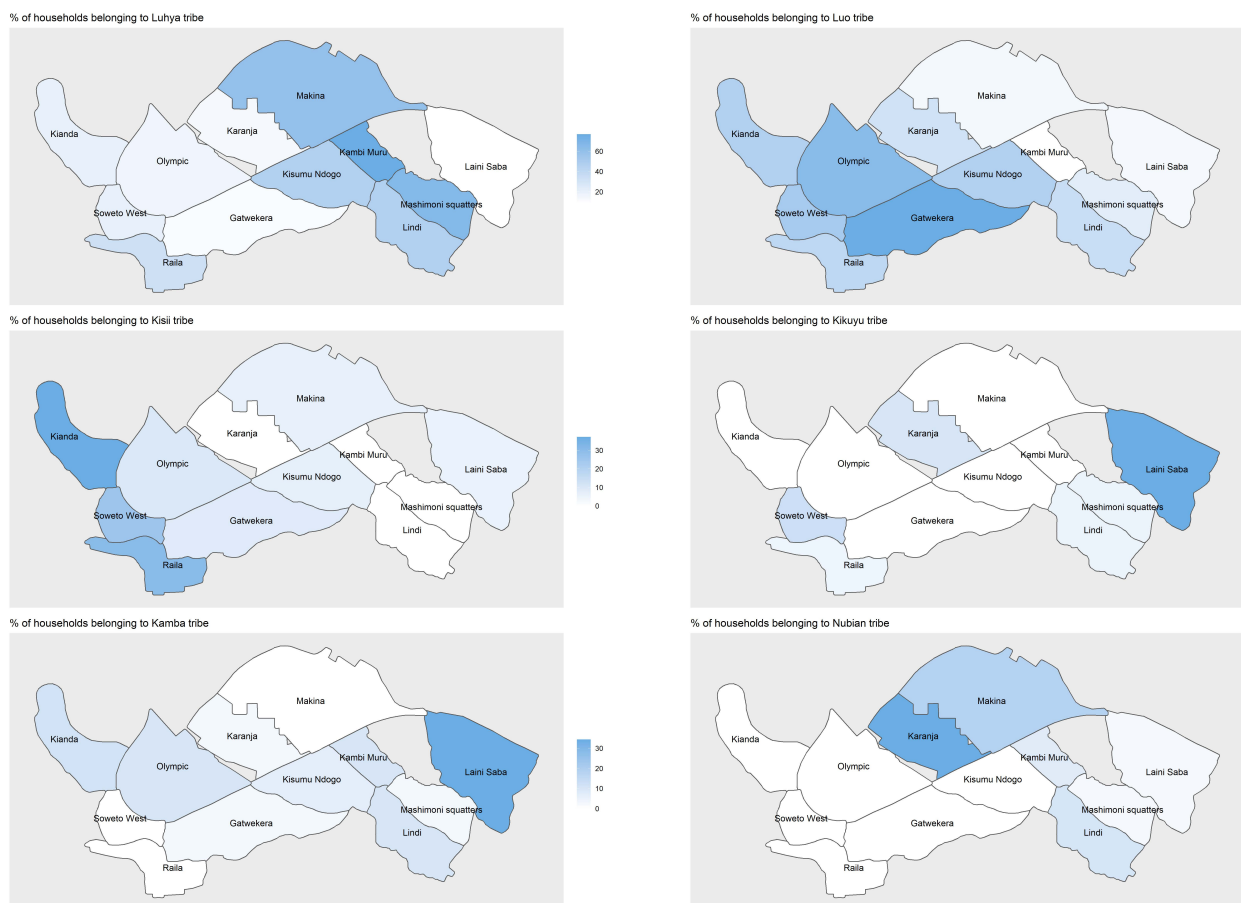 % of households belonging to Luhya tribe
Makina
Kianda
Karanja
Kambi Muru
Olympic
Laini Saba
Kisumu Ndogo
Mashimoni squatters
Soweto West
Gatwekera
Lindi
Raila
60
40
20
% of households belonging to Luo tribe
Makina
Kianda
Karanja
Kambi Muru
Olympic
Laini Saba
Kisumu Ndogo
Mashimoni squatters
Soweto West
Gatwekera
Lindi
Raila
% of households belonging to Kisii tribe
Makina
Kianda
Karanja
Kambi Muru
Olympic
Laini Saba
Kisumu Ndogo
Mashimoni squatters
Soweto West
Gatwekera
Lindi
Raila
30
20
10
0
% of households belonging to Kikuyu tribe
Makina
Kianda
Karanja
Kambi Muru
Olympic
Laini Saba
Kisumu Ndogo
Mashimoni squatters
Soweto West
Gatwekera
Lindi
Raila
% of households belonging to Kamba tribe
Makina
Kianda
Karanja
Kambi Muru
Olympic
Laini Saba
Kisumu Ndogo
Mashimoni squatters
Soweto West
Gatwekera
Lindi
Raila
30
20
10
0
% of households belonging to Nubian tribe
Makina
Kianda
Karanja
Kambi Muru
Olympic
Laini Saba
Kisumu Ndogo
Mashimoni squatters
Soweto West
Gatwekera
Lindi
Raila